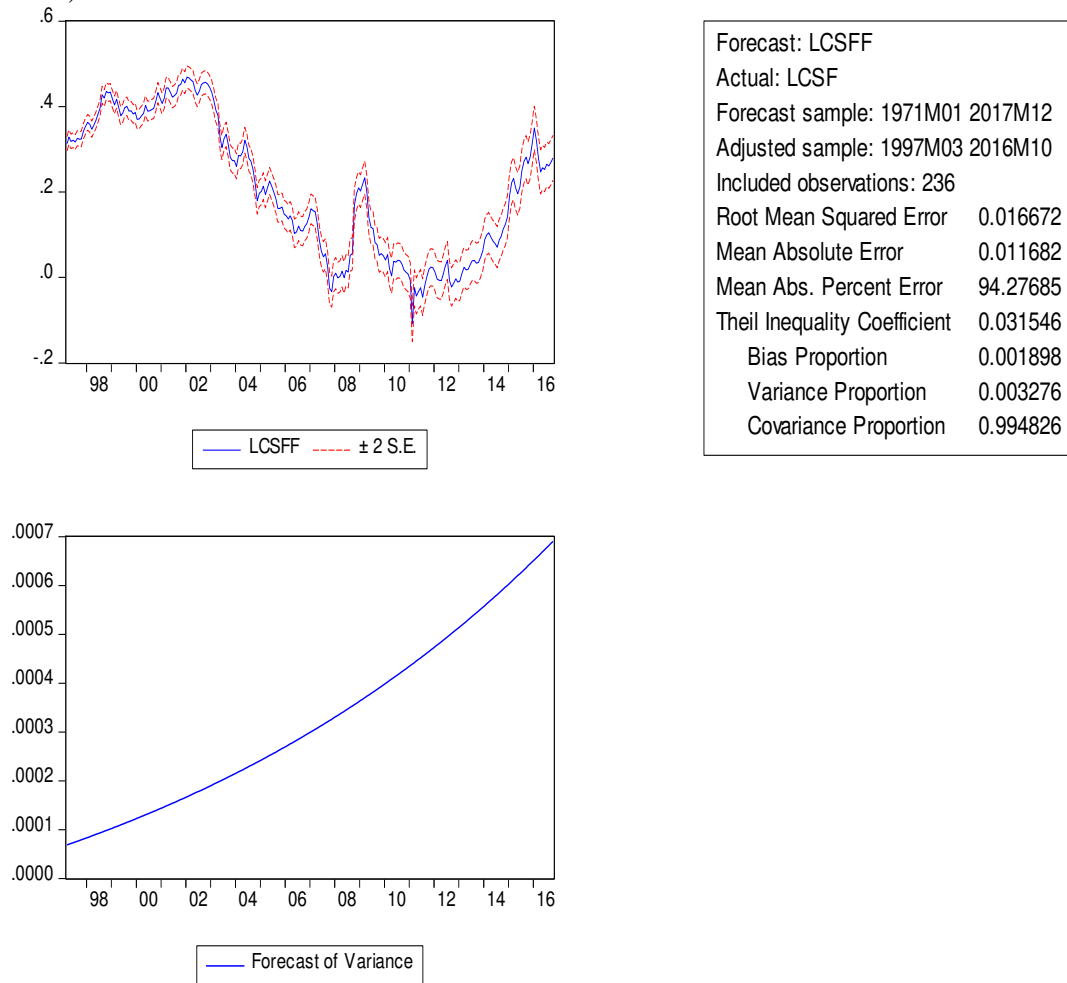 .6
.4
.2
.0
-.2
98 00 02 04 06 08 10 12 14 16
LCSFF ± 2 S.E.
Forecast: LCSFF
Actual: LCSF
Forecast sample: 1971M01 2017M12
Adjusted sample: 1997M03 2016M10
Included observations: 236
Root Mean Squared Error 0.016672
Mean Absolute Error 0.011682
Mean Abs. Percent Error 94.27685
Theil Inequality Coefficient 0.031546
Bias Proportion 0.001898
Variance Proportion 0.003276
Covariance Proportion 0.994826
.0007
.0006
.0005
.0004
.0003
.0002
.0001
.0000
98 00 02 04 06 08 10 12 14 16
Forecast of Variance